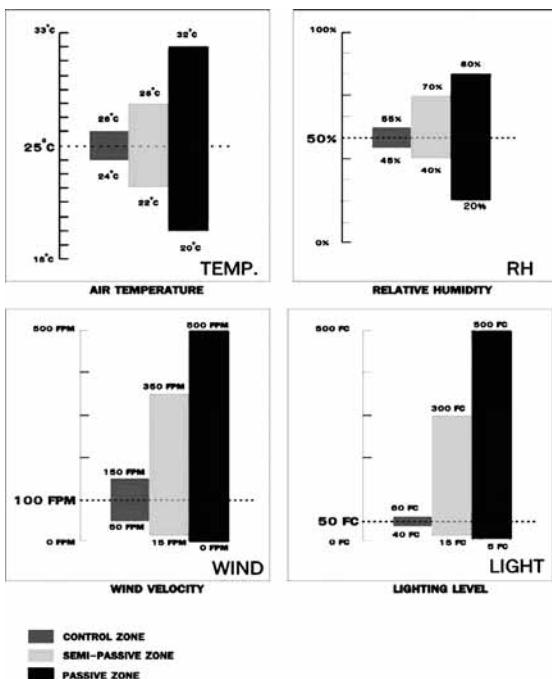 33°C
32°C
28°C
26°C
25°C
24°C
22°C
20°C
18°C
TEMP.
AIR TEMPERATURE
100%
80%
70%
55%
50%
45%
40%
20%
0%
RH
RELATIVE HUMIDITY
500 FPM
500 FPM
350 FPM
150 FPM
100 FPM
50 FPM
15 FPM
0 FPM
0 FPM
WIND
WIND VELOCITY
500 FC
500 FC
300 FC
60 FC
50 FC
40 FC
15 FC
5 FC
0 FC
LIGHT
LIGHTING LEVEL
CONTROL ZONE
SEMI-PASSIVE ZONE
PASSIVE ZONE